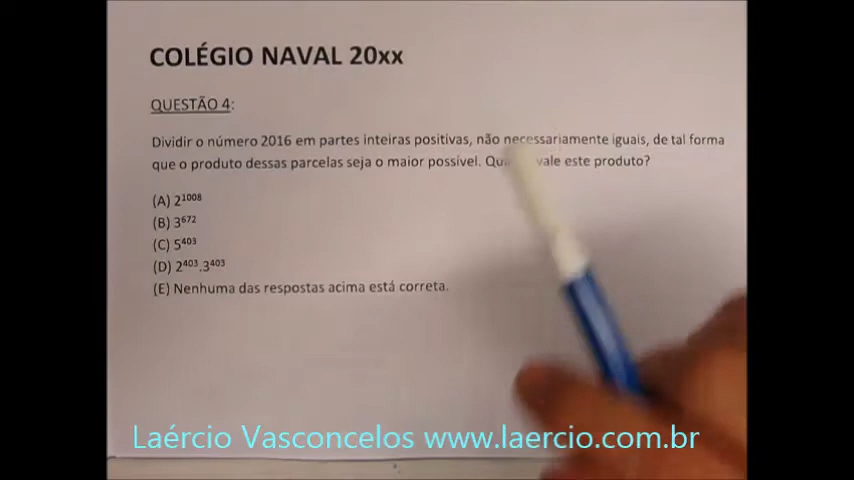 COLÉGIO NAVAL 20xx
QUESTÃO 4:
Dividir o número 2016 em partes inteiras positivas, não necessariamente iguais, de tal forma
que o produto dessas parcelas seja o maior possível. vale este produto?
(A) 2¹⁰⁰⁸
(B) 3⁶⁷²
(C) 5⁴⁰³
(D) 2⁴⁰³.3⁴⁰³
(E) Nenhuma das respostas acima está correta.
Laércio Vasconcelos www.laercio.com.br